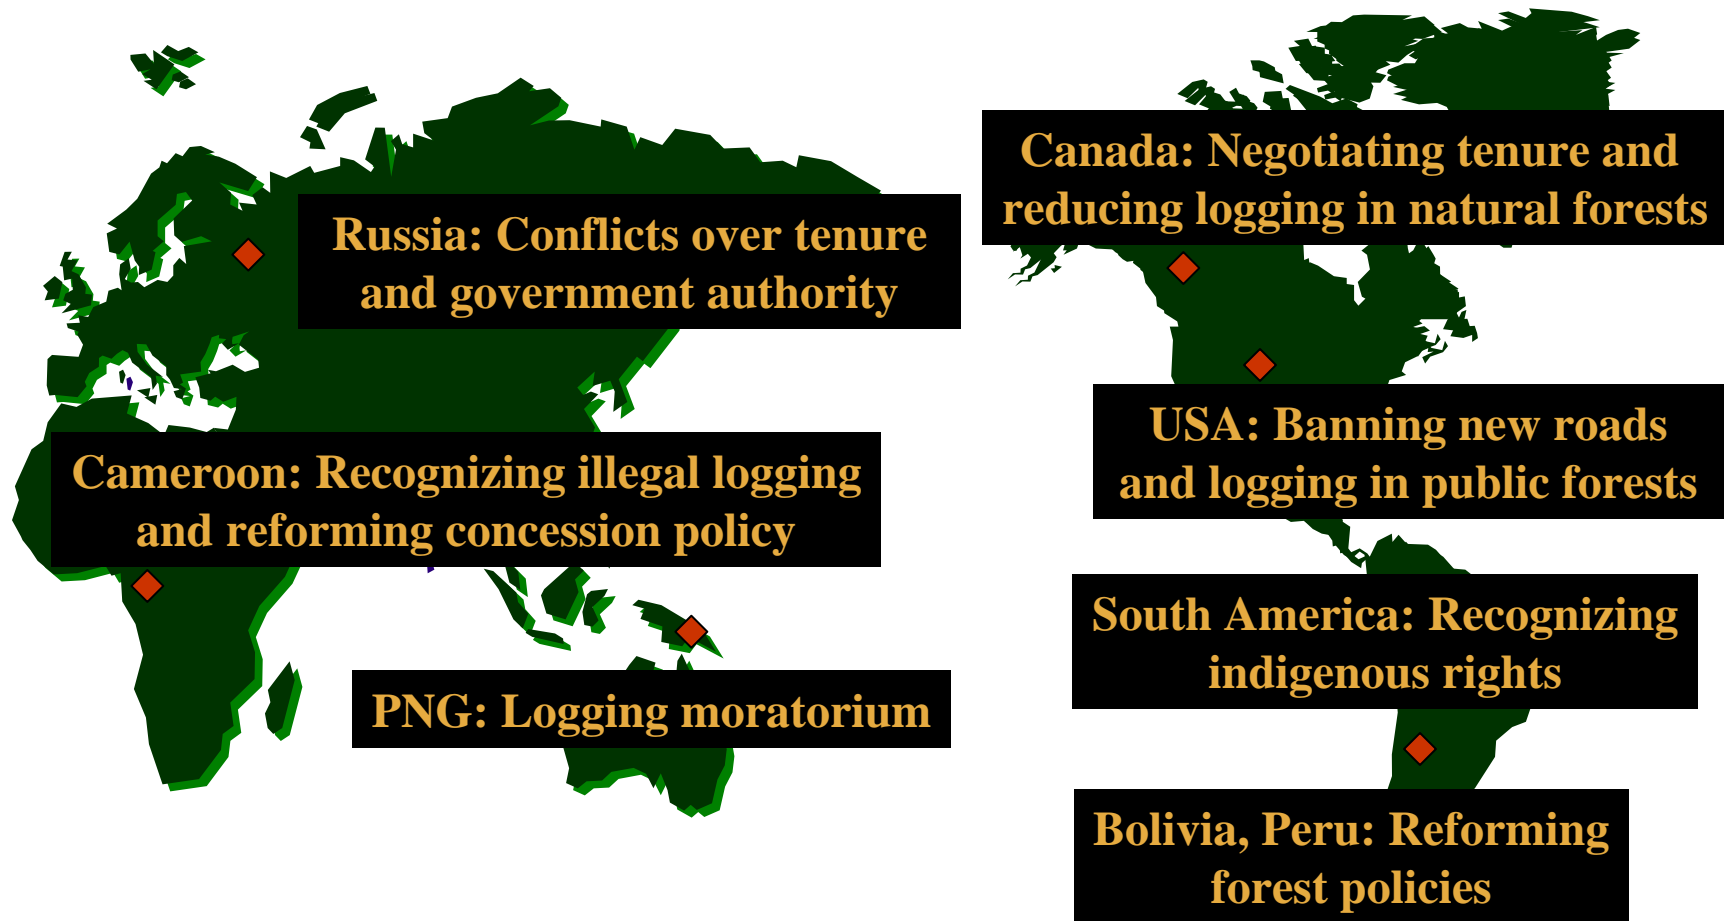 Russia: Conflicts over tenure
and government authority
Cameroon: Recognizing illegal logging
and reforming concession policy
PNG: Logging moratorium
Canada: Negotiating tenure and
reducing logging in natural forests
USA: Banning new roads
and logging in public forests
South America: Recognizing
indigenous rights
Bolivia, Peru: Reforming
forest policies